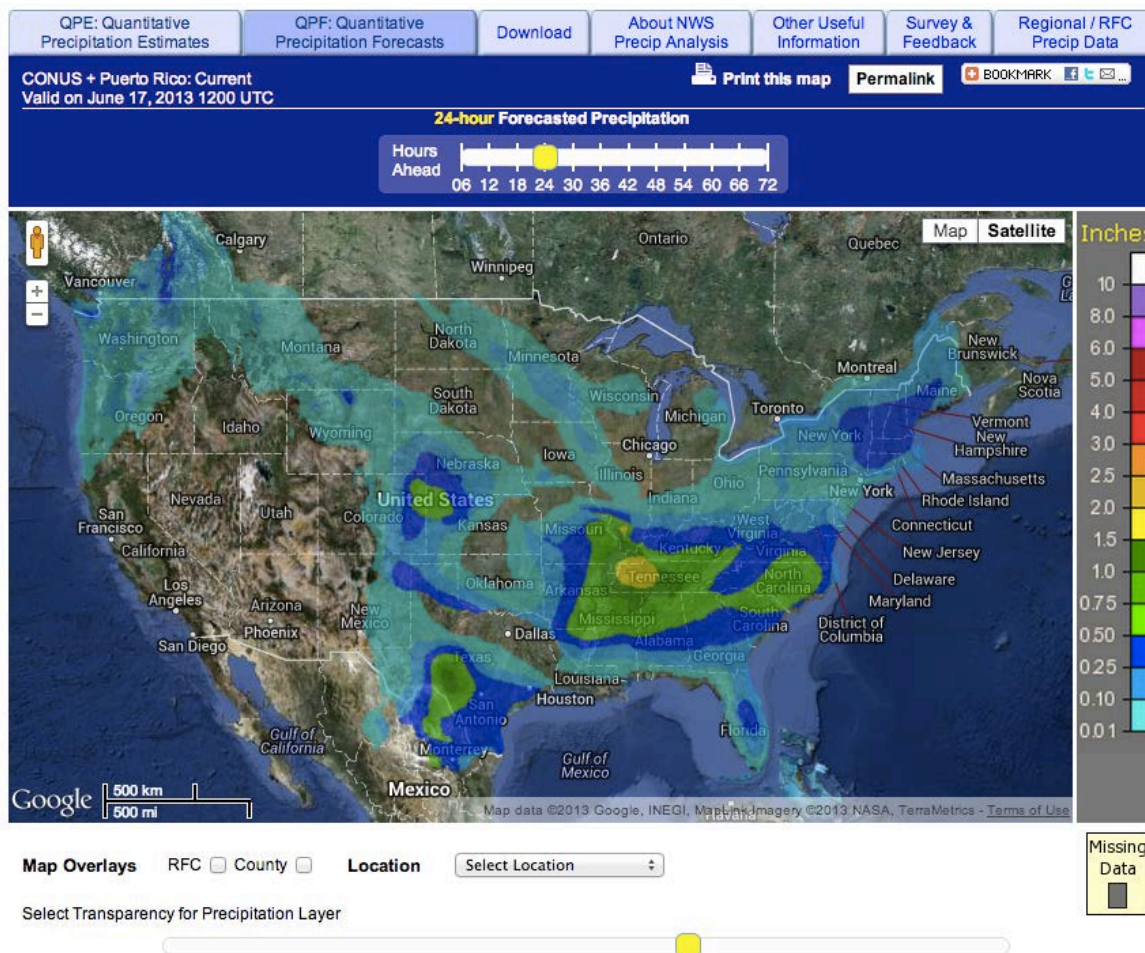 QPE: Quantitative
Precipitation Estimates
QPF: Quantitative
Precipitation Forecasts
Download
About NWS
Precip Analysis
Other Useful
Information
Survey &
Feedback
Regional / RFC
Precip Data
CONUS + Puerto Rico: Current
Valid on June 17, 2013 1200 UTC
Print this map
Permalink
BOOKMARK
24-hour Forecasted Precipitation
Hours
Ahead
06 12 18 24 30 36 42 48 54 60 66 72
Map
Satellite
Inches
10
8.0
6.0
5.0
4.0
3.0
2.5
2.0
1.5
1.0
0.75
0.50
0.25
0.10
0.01
Calgary
Ontario
Quebec
Winnipeg
Vancouver
Washington
Montana
North
Dakota
Minnesota
New
Brunswick
Montreal
Maine
Nova
Scotia
Oregon
Idaho
Wyoming
South
Dakota
Wisconsin
Michigan
Toronto
Vermont
New
Hampshire
New York
Chicago
Iowa
Nebraska
Illinois
Indiana
Ohio
Pennsylvania
New York
Massachusetts
Rhode Island
Connecticut
Nevada
Utah
Colorado
United States
Kansas
Missouri
West
Virginia
Kentucky
Virginia
New Jersey
San
Francisco
California
Los
Angeles
San Diego
Arizona
Phoenix
New
Mexico
Oklahoma
Arkansas
Tennessee
North
Carolina
Delaware
Maryland
District of
Columbia
Mississippi
Alabama
South
Carolina
Georgia
Dallas
Texas
Louisiana
Houston
San
Antonio
Florida
Gulf of
California
Monterrey
Gulf of
Mexico
Mexico
Havana
Google
500 km
500 mi
Map data ©2013 Google, INEGI, MapLink Imagery ©2013 NASA, TerraMetrics - Terms of Use
Map Overlays
RFC
County
Location
Select Location
Missing
Data
Select Transparency for Precipitation Layer